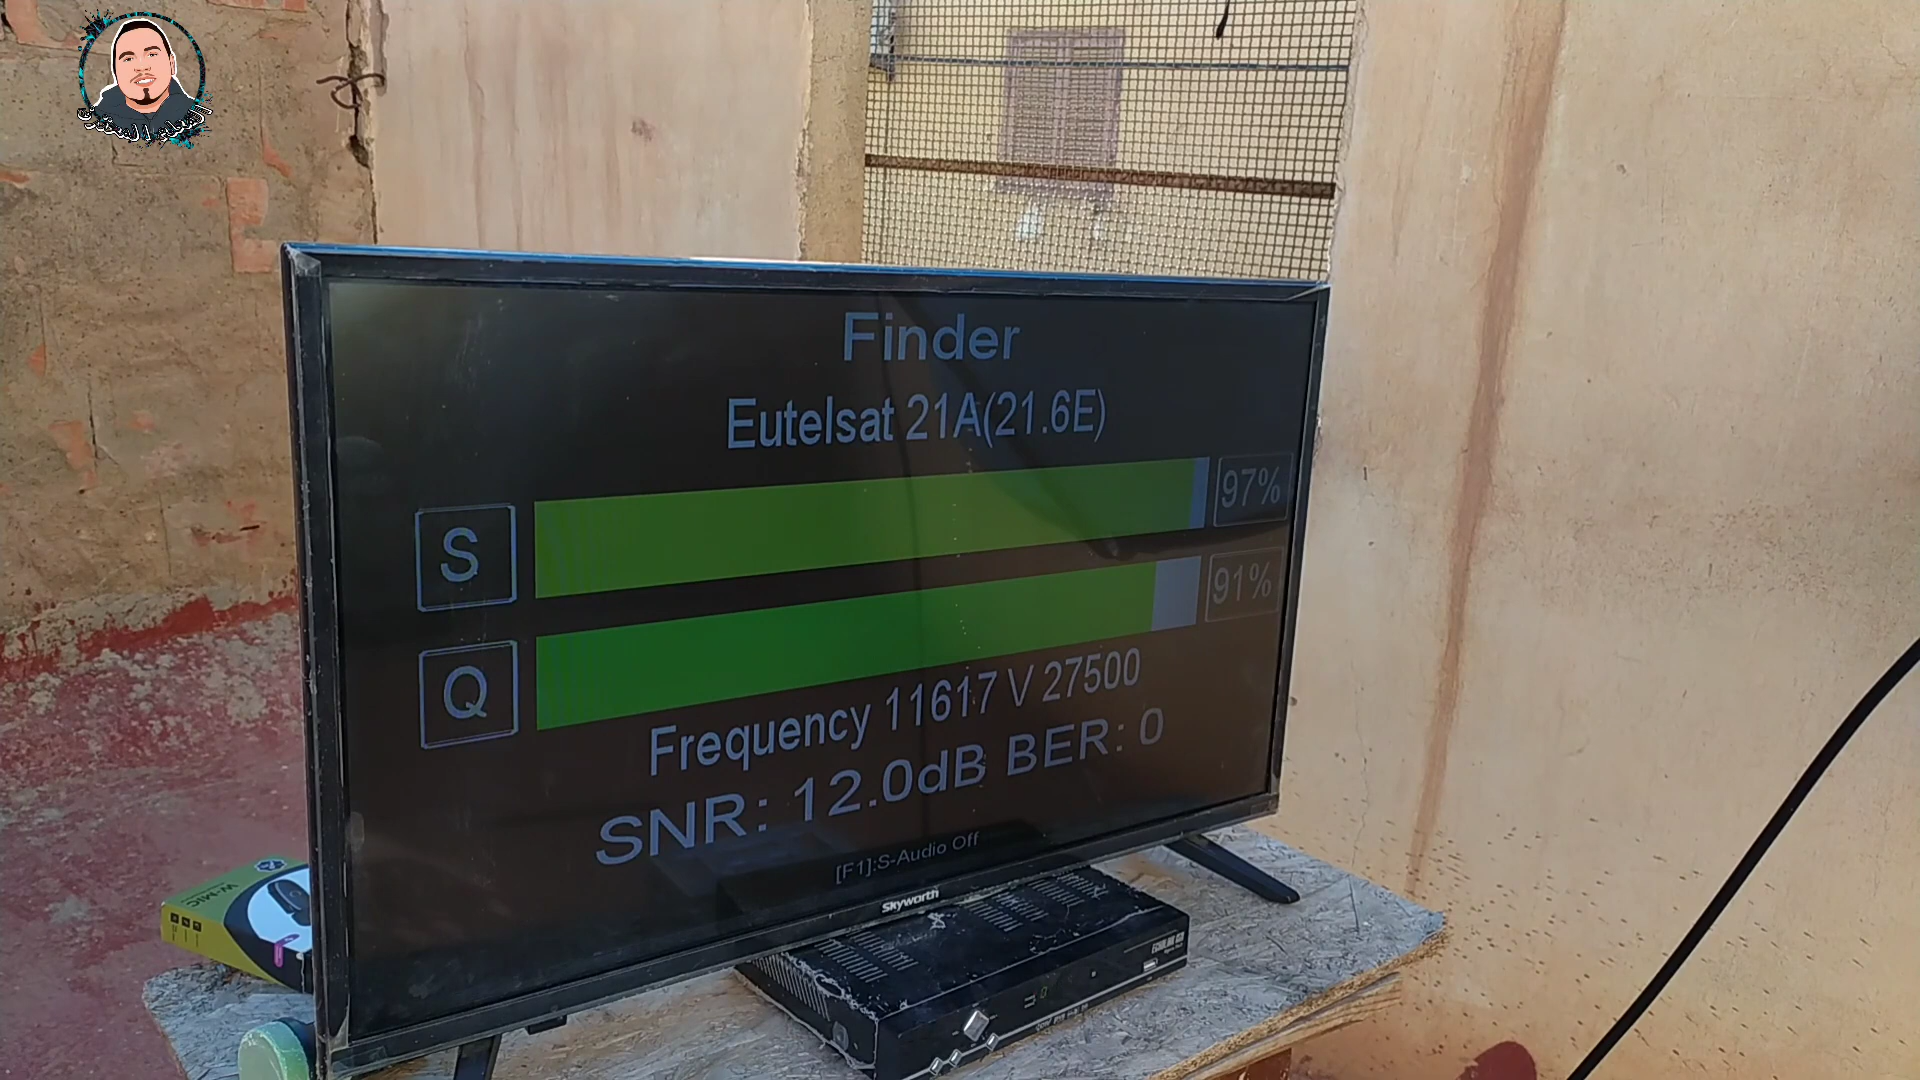 Finder
Eutelsat 21A(21.6E)
S
97%
Q
91%
Frequency 11617 V 27500
SNR: 12.0dB BER: 0
[F1]:S-Audio Off
Skyworth
W-MIC